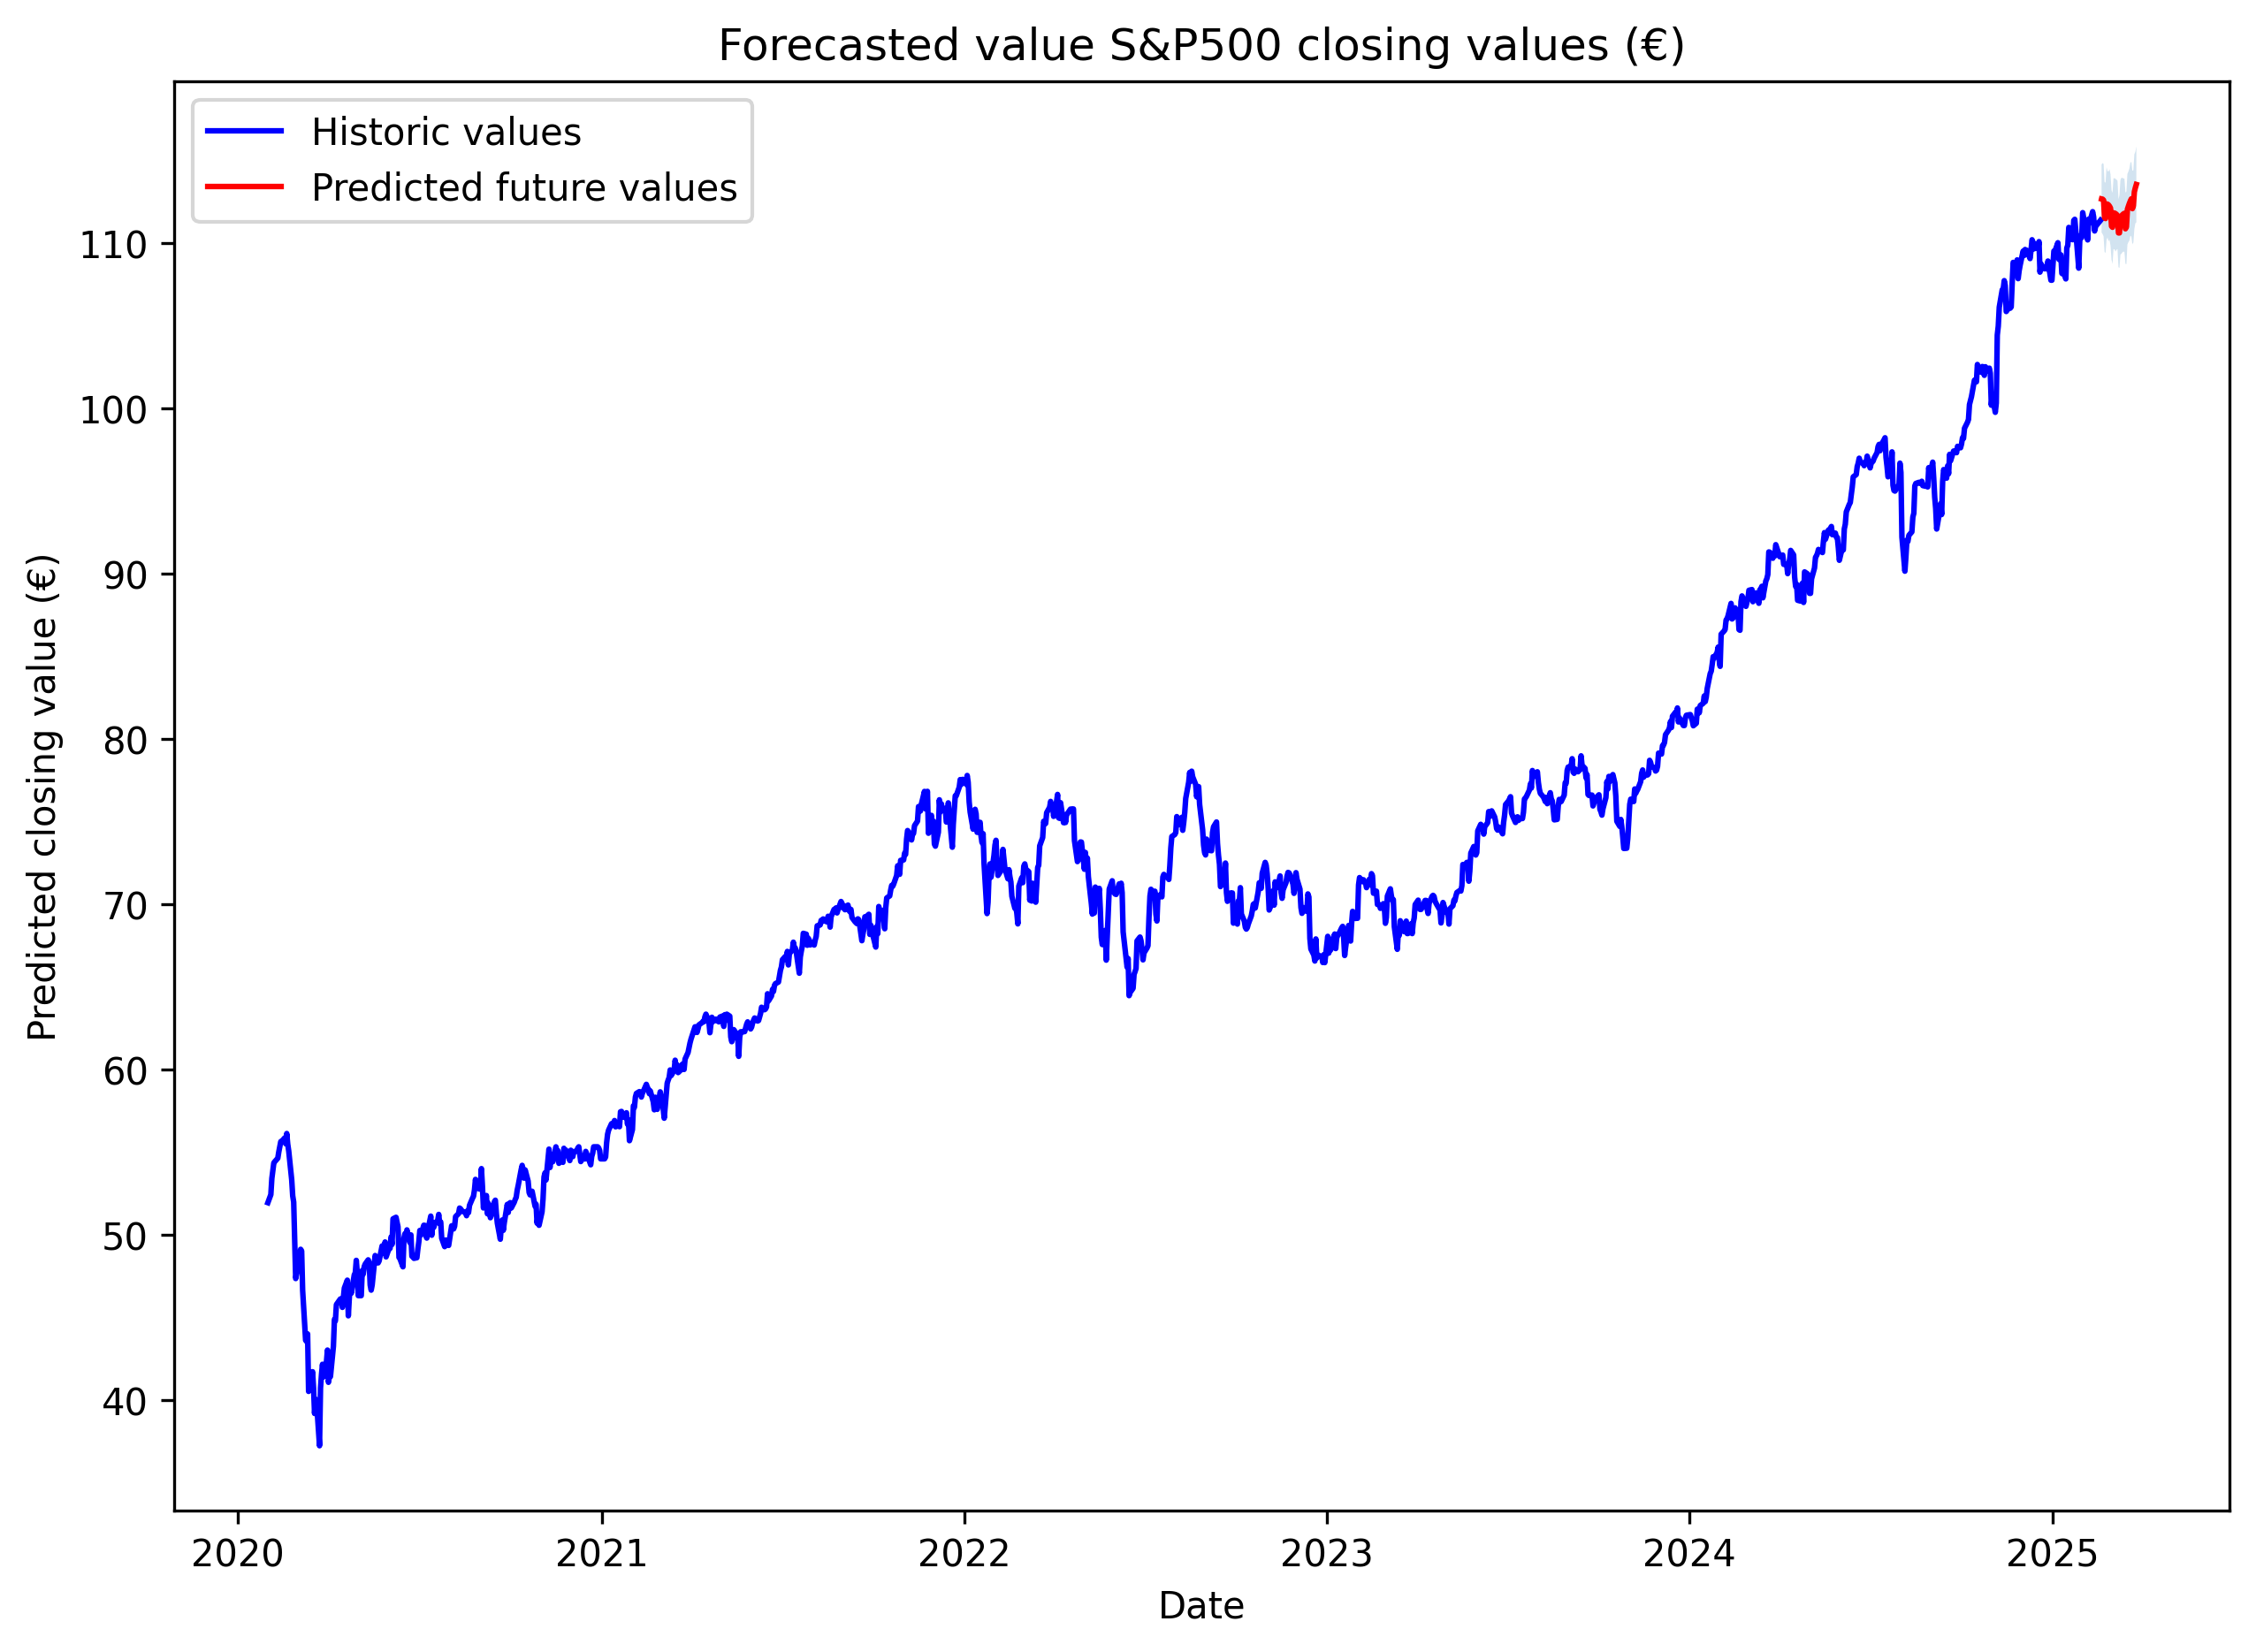 Forecasted value S&P500 closing values (€)
Historic values
Predicted future values
Predicted closing value (€)
110
100
90
80
70
60
50
40
2020 2021 2022 2023 2024 2025
Date